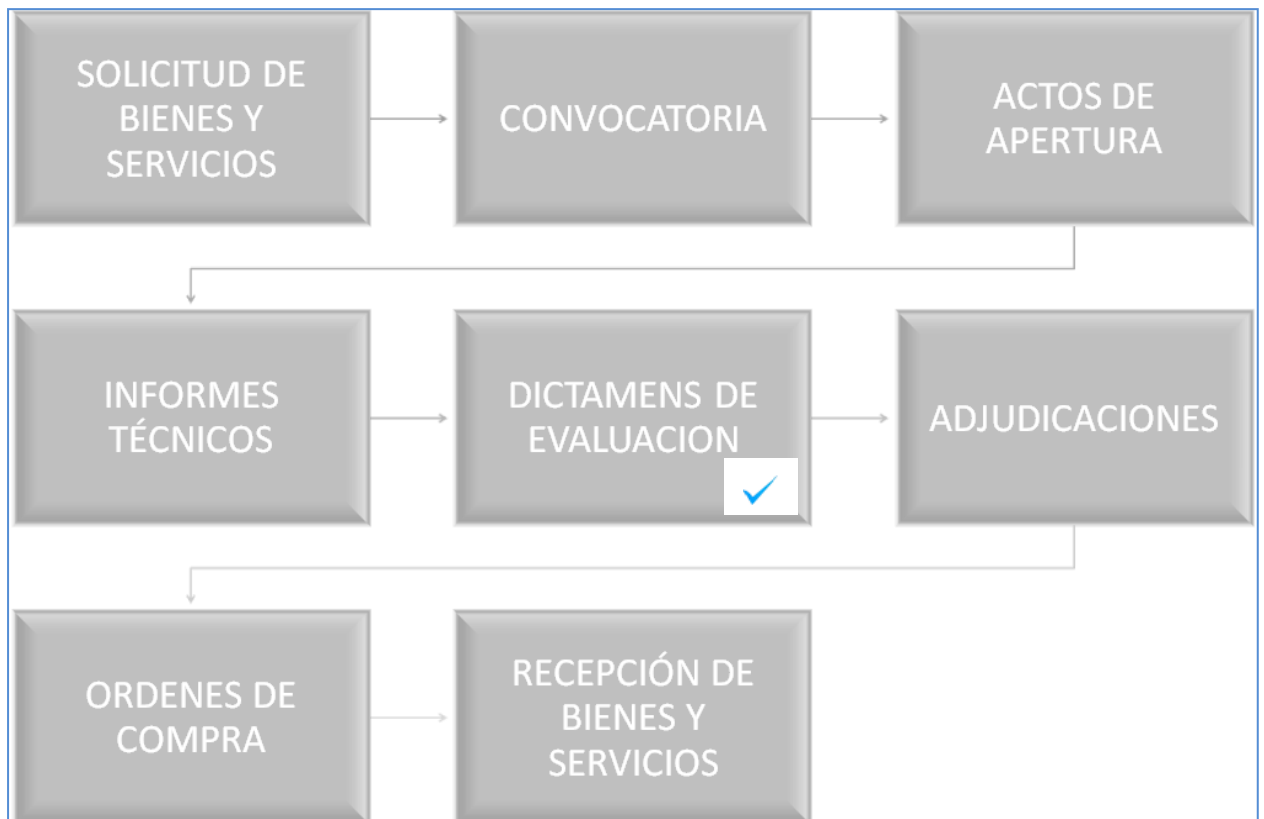 SOLICITUD DE
BIENES Y
SERVICIOS
CONVOCATORIA
ACTOS DE
APERTURA
INFORMES
TÉCNICOS
DICTAMENS DE
EVALUACION
ADJUDICACIONES
ORDENES DE
COMPRA
RECEPCIÓN DE
BIENES Y
SERVICIOS